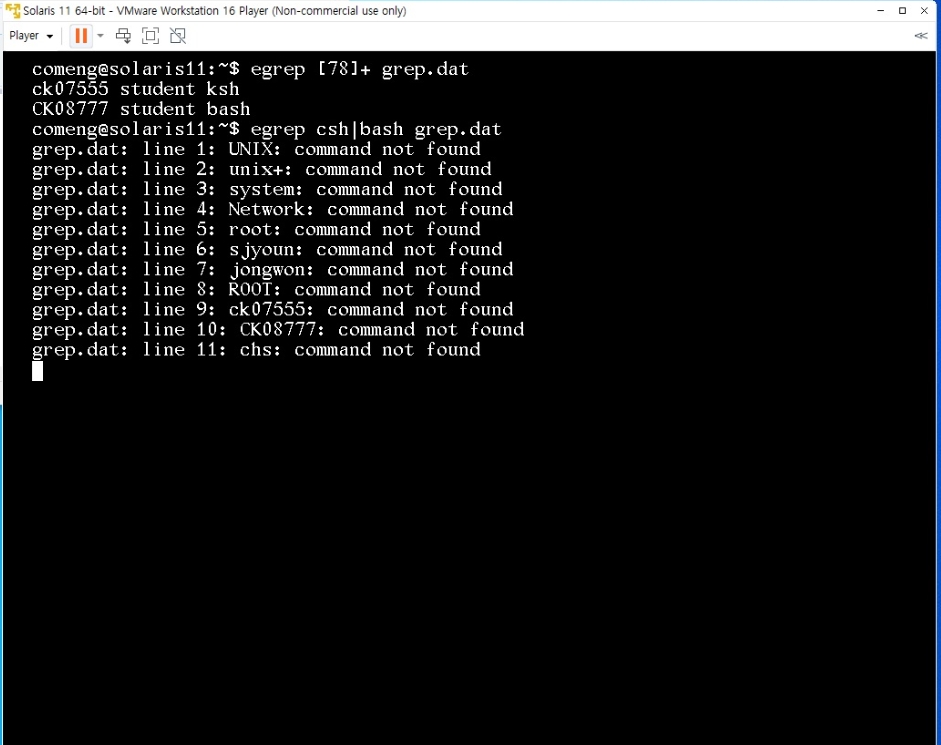 Solaris 11 64-bit - VMware Workstation 16 Player (Non-commercial use only)
Player
comeng@solaris11:~$ egrep [78]+ grep.dat
ck07555 student ksh
CK08777 student bash
comeng@solaris11:~$ egrep csh|bash grep.dat
grep.dat: line 1: UNIX: command not found
grep.dat: line 2: unix+: command not found
grep.dat: line 3: system: command not found
grep.dat: line 4: Network: command not found
grep.dat: line 5: root: command not found
grep.dat: line 6: sjyoun: command not found
grep.dat: line 7: jongwon: command not found
grep.dat: line 8: ROOT: command not found
grep.dat: line 9: ck07555: command not found
grep.dat: line 10: CK08777: command not found
grep.dat: line 11: chs: command not found